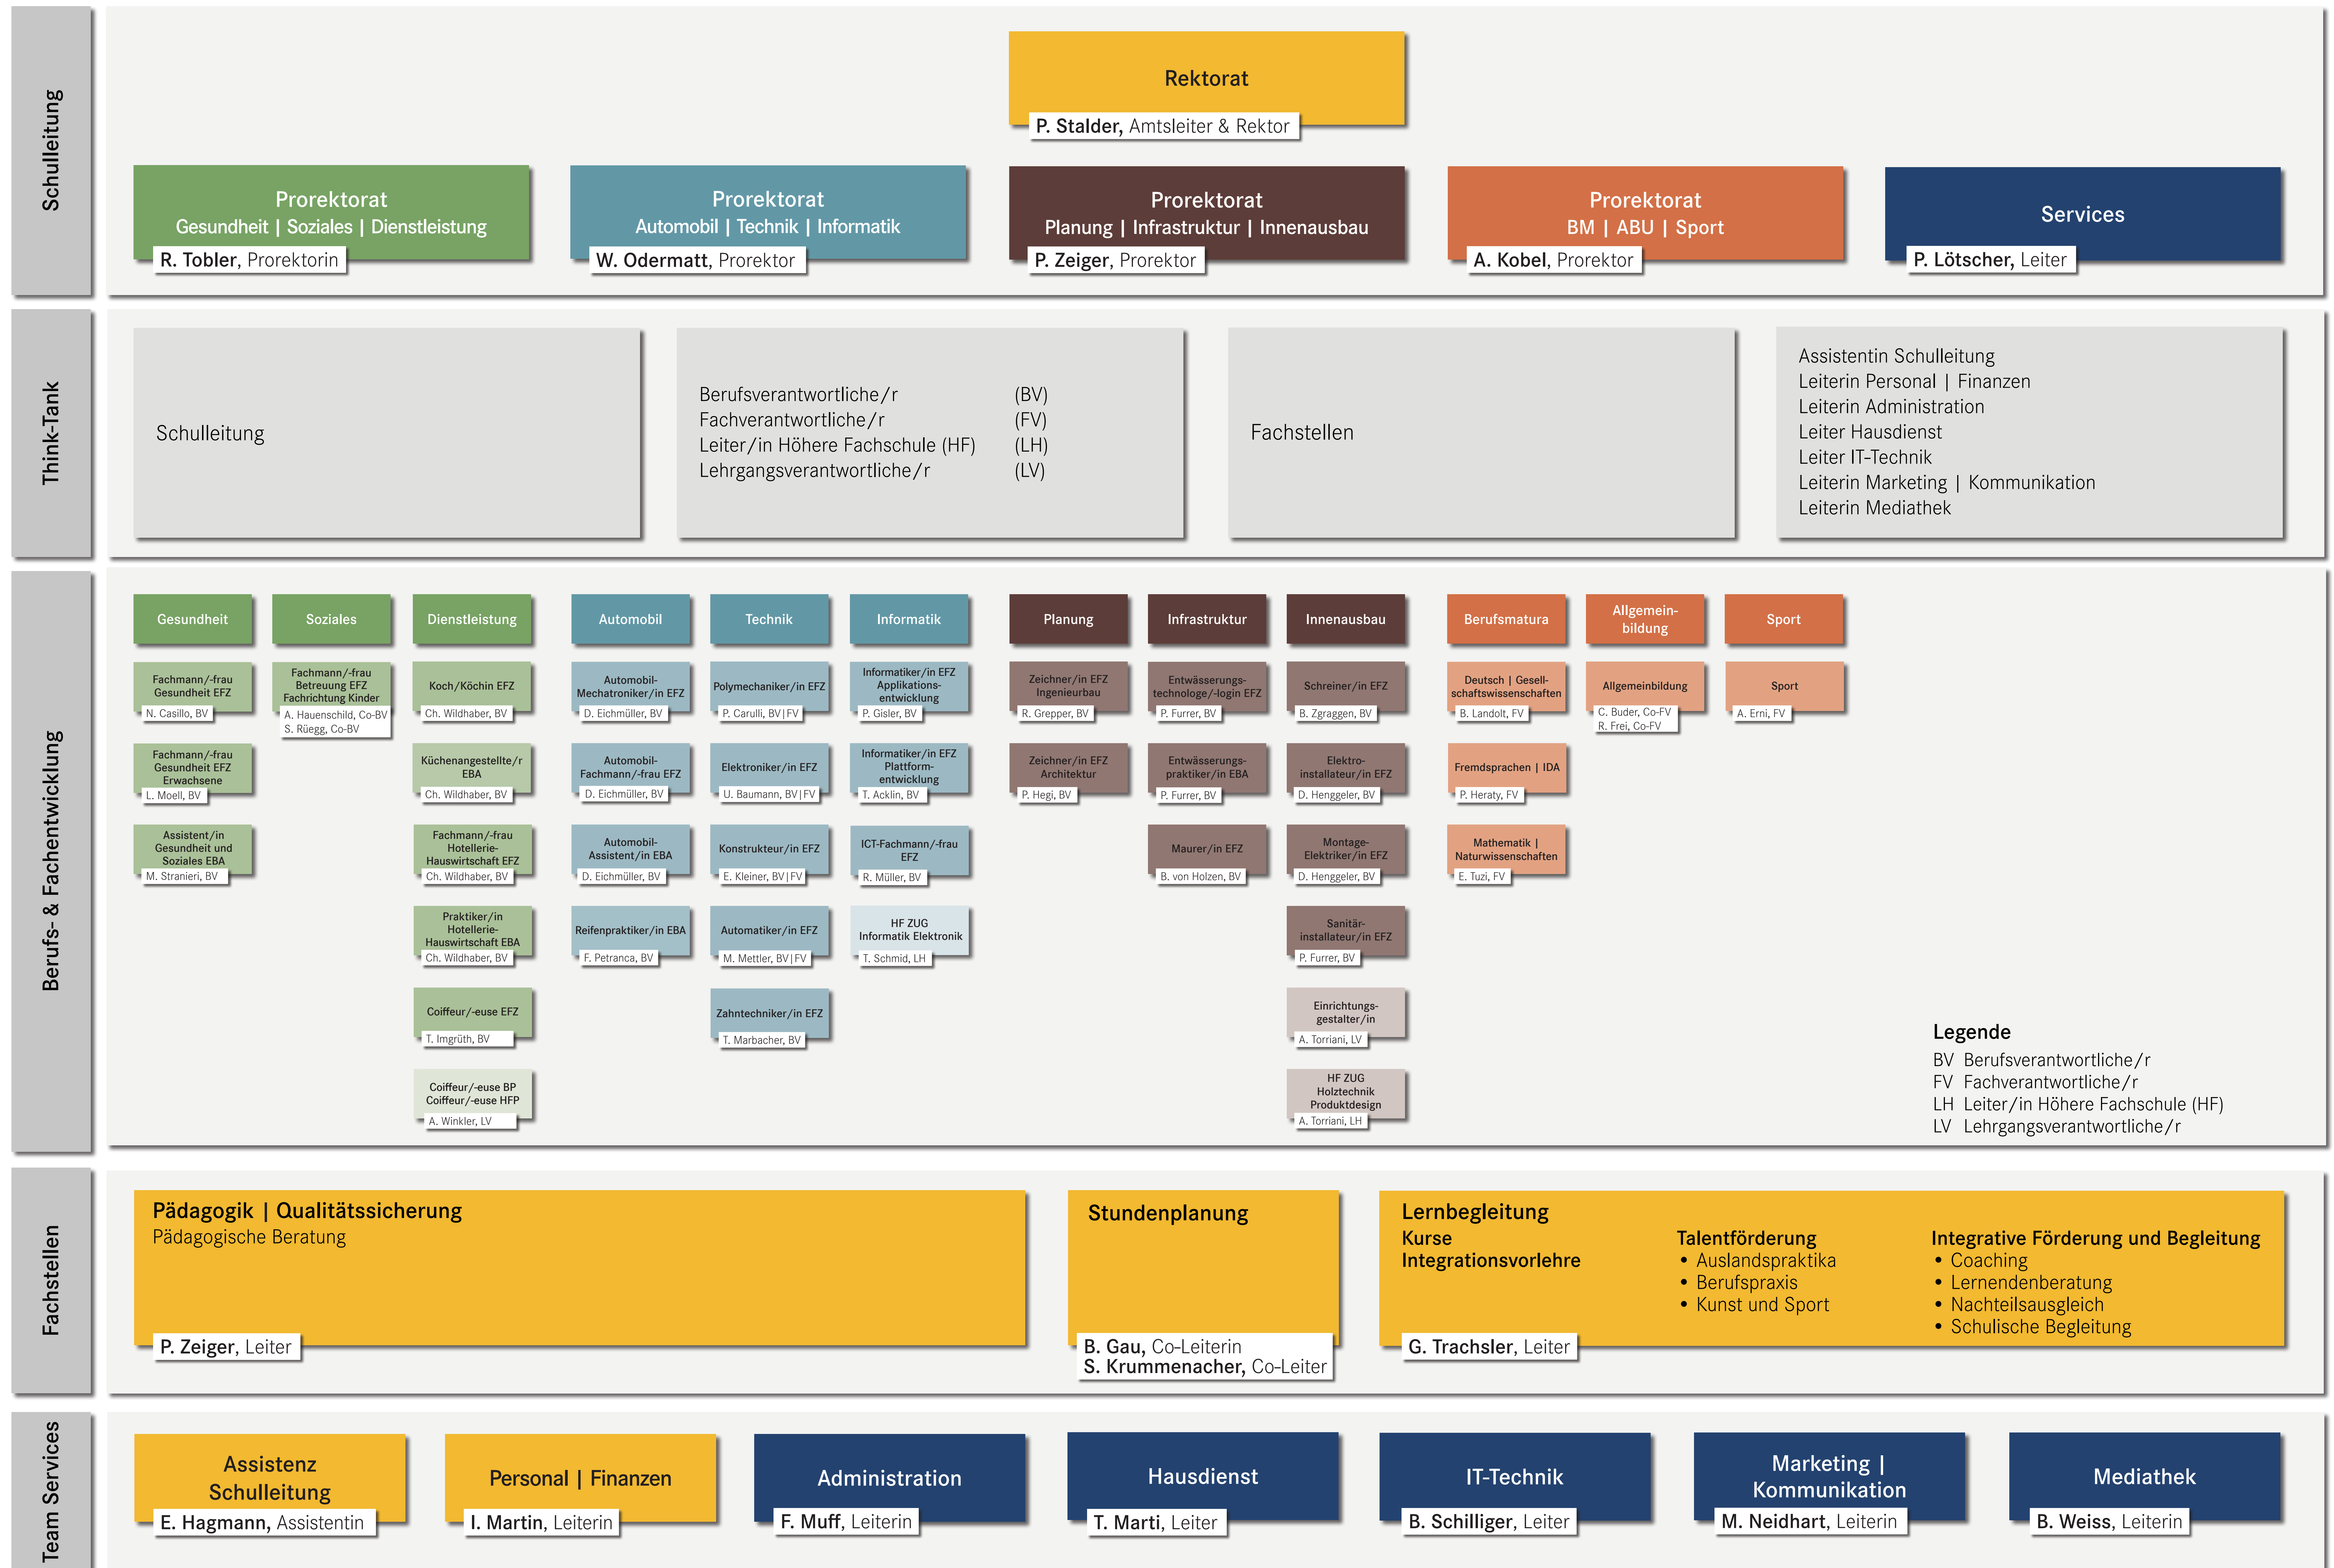 Schulleitung
Rektorat
P. Stalder, Amtsleiter & Rektor
Prorektorat
Gesundheit | Soziales | Dienstleistung
R. Tobler, Prorektorin
Prorektorat
Automobil | Technik | Informatik
W. Odermatt, Prorektor
Prorektorat
Planung | Infrastruktur | Innenausbau
P. Zeiger, Prorektor
Prorektorat
BM | ABU | Sport
A. Kobel, Prorektor
Services
P. Lötscher, Leiter
Think-Tank
Schulleitung
Berufsverantwortliche/r (BV)
Fachverantwortliche/r (FV)
Leiter/in Höhere Fachschule (HF) (LH)
Lehrgangsverantwortliche/r (LV)
Fachstellen
Assistentin Schulleitung
Leiterin Personal | Finanzen
Leiterin Administration
Leiter Hausdienst
Leiter IT-Technik
Leiterin Marketing | Kommunikation
Leiterin Mediathek
Berufs- & Fachentwicklung
Gesundheit
Fachmann/-frau
Gesundheit EFZ
N. Casillo, BV
Fachmann/-frau
Gesundheit EFZ
Erwachsene
L. Moell, BV
Assistent/in
Gesundheit und
Soziales EBA
M. Stranieri, BV
Soziales
Fachmann/-frau
Betreuung EFZ
Fachrichtung Kinder
A. Hauenschild, Co-BV
S. Rüegg, Co-BV
Dienstleistung
Koch/Köchin EFZ
Ch. Wildhaber, BV
Küchenangestellte/r
EBA
Ch. Wildhaber, BV
Fachmann/-frau
Hotellerie-
Hauswirtschaft EFZ
Ch. Wildhaber, BV
Praktiker/in
Hotellerie-
Hauswirtschaft EBA
Ch. Wildhaber, BV
Coiffeur/-euse EFZ
T. Imgrüth, BV
Coiffeur/-euse BP
Coiffeur/-euse HFP
A. Winkler, LV
Automobil
Automobil-
Mechatroniker/in EFZ
D. Eichmüller, BV
Automobil-
Fachmann/-frau EFZ
D. Eichmüller, BV
Automobil-
Assistent/in EBA
D. Eichmüller, BV
Reifenpraktiker/in EBA
F. Petranca, BV
Technik
Polymechaniker/in EFZ
P. Carulli, BV|FV
Elektroniker/in EFZ
U. Baumann, BV|FV
Konstrukteur/in EFZ
E. Kleiner, BV|FV
Automatiker/in EFZ
M. Mettler, BV|FV
Zahntechniker/in EFZ
T. Marbacher, BV
Informatik
Informatiker/in EFZ
Applikations-
entwicklung
P. Gisler, BV
Informatiker/in EFZ
Plattform-
entwicklung
T. Acklin, BV
ICT-Fachmann/-frau
EFZ
R. Müller, BV
HF ZUG
Informatik Elektronik
T. Schmid, LH
Planung
Zeichner/in EFZ
Ingenieurbau
R. Grepper, BV
Zeichner/in EFZ
Architektur
P. Hegi, BV
Infrastruktur
Entwässerungs-
technologe/-login EFZ
P. Furrer, BV
Entwässerungs-
praktiker/in EBA
P. Furrer, BV
Maurer/in EFZ
B. von Holzen, BV
Innenausbau
Schreiner/in EFZ
B. Zgraggen, BV
Elektro-
installateur/in EFZ
D. Henggeler, BV
Montage-
Elektriker/in EFZ
D. Henggeler, BV
Sanitär-
installateur/in EFZ
P. Furrer, BV
Einrichtungs-
gestalter/in
A. Torriani, LV
HF ZUG
Holztechnik
Produktdesign
A. Torriani, LH
Berufsmatura
Deutsch | Gesell-
schaftswissenschaften
B. Landolt, FV
Fremdsprachen | IDA
P. Heraty, FV
Mathematik |
Naturwissenschaften
E. Tuzi, FV
Allgemein-
bildung
Allgemeinbildung
C. Buder, Co-FV
R. Frei, Co-FV
Sport
Sport
A. Erni, FV
Legende
BV Berufsverantwortliche/r
FV Fachverantwortliche/r
LH Leiter/in Höhere Fachschule (HF)
LV Lehrgangsverantwortliche/r
Fachstellen
Pädagogik | Qualitätssicherung
Pädagogische Beratung
P. Zeiger, Leiter
Stundenplanung
B. Gau, Co-Leiterin
S. Krummenacher, Co-Leiter
Lernbegleitung
Kurse
Integrationsvorlehre
G. Trachsler, Leiter
Talentförderung
• Auslandspraktika
• Berufspraxis
• Kunst und Sport
Integrative Förderung und Begleitung
• Coaching
• Lernendenberatung
• Nachteilsausgleich
• Schulische Begleitung
Team Services
Assistenz
Schulleitung
E. Hagmann, Assistentin
Personal | Finanzen
I. Martin, Leiterin
Administration
F. Muff, Leiterin
Hausdienst
T. Marti, Leiter
IT-Technik
B. Schilliger, Leiter
Marketing |
Kommunikation
M. Neidhart, Leiterin
Mediathek
B. Weiss, Leiterin